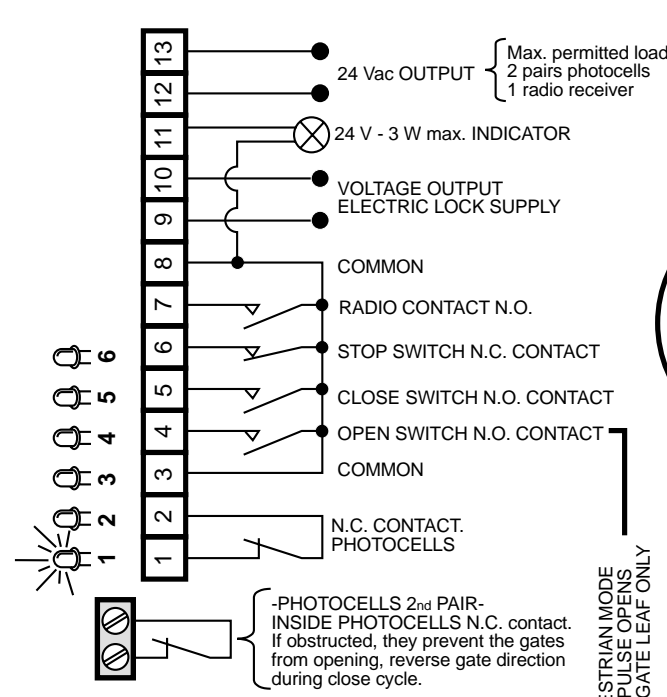 13
12
11
10
9
8
7
6
5
4
3
2
1
6
5
4
3
2
1
24 Vac OUTPUT
Max. permitted load
2 pairs photocells
1 radio receiver
24 V - 3 W max. INDICATOR
VOLTAGE OUTPUT
ELECTRIC LOCK SUPPLY
COMMON
RADIO CONTACT N.O.
STOP SWITCH N.C. CONTACT
CLOSE SWITCH N.O. CONTACT
OPEN SWITCH N.O. CONTACT
COMMON
N.C. CONTACT.
PHOTOCELLS
-PHOTOCELLS 2nd PAIR-
INSIDE PHOTOCELLS N.C. contact.
If obstructed, they prevent the gates
from opening, reverse gate direction
during close cycle.
MODE
OPENS
GATE LEAF ONLY